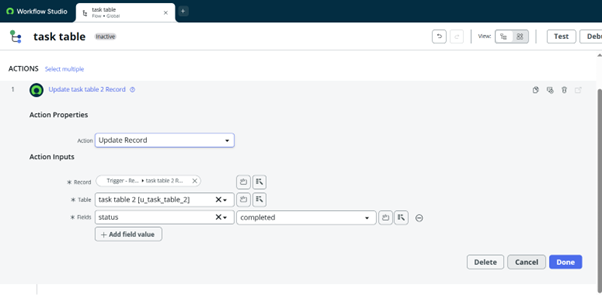 Workflow Studio
task table
Flow • Global
task table
Inactive
View:
Test
Deb
ACTIONS Select multiple
1 Update task table 2 Record
Action Properties
Action Update Record
Action Inputs
* Record Trigger - Re... ▸ task table 2 R...
* Table task table 2 [u_task_table_2]
* Fields status completed
+ Add field value
Delete Cancel Done